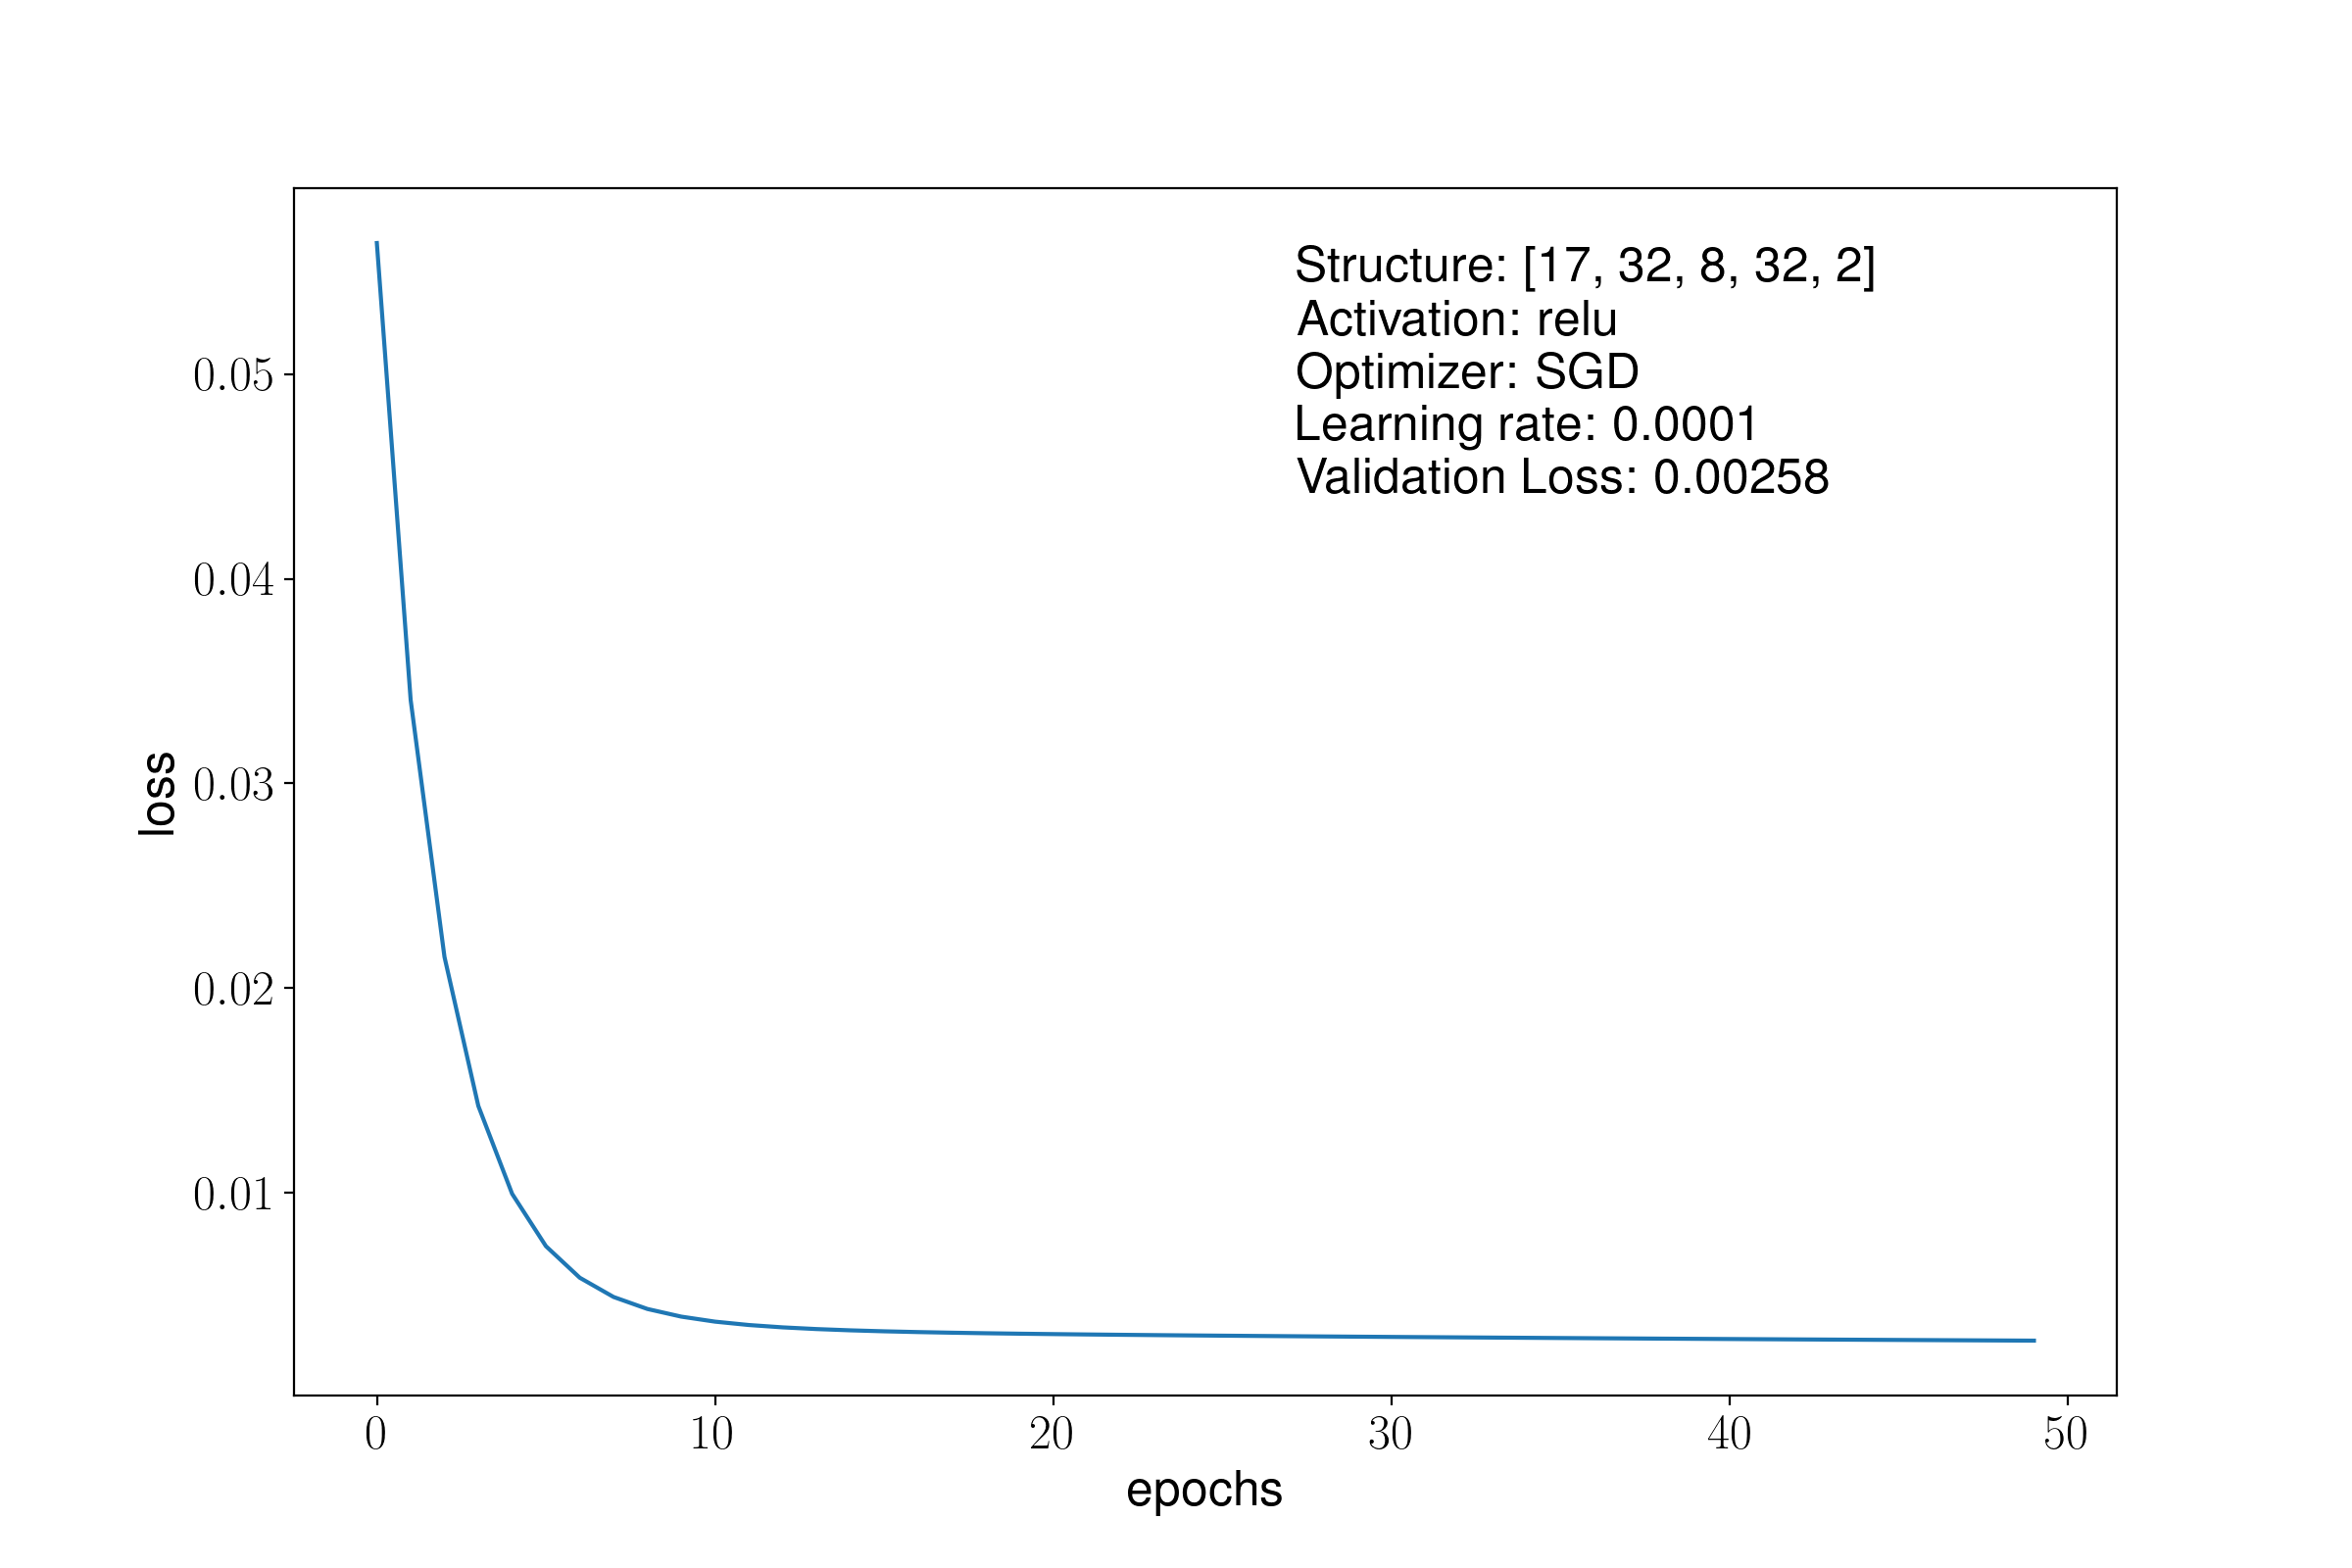 Structure: [17, 32, 8, 32, 2]
Activation: relu
Optimizer: SGD
Learning rate: 0.0001
Validation Loss: 0.00258
0.05
0.04
0.03
0.02
0.01
loss
0 10 20 30 40 50
epochs